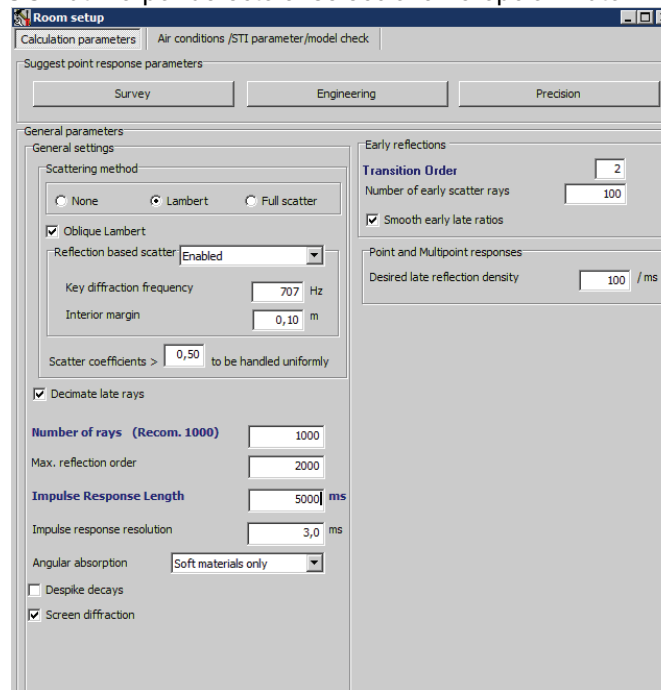 Room setup
Calculation parameters
Air conditions /STI parameter/model check
Suggest point response parameters
Survey
Engineering
Precision
General parameters
General settings
Scattering method
None
Lambert
Full scatter
Oblique Lambert
Reflection based scatter Enabled
Key diffraction frequency 707 Hz
Interior margin 0,10 m
Scatter coefficients > 0,50 to be handled uniformly
Decimate late rays
Number of rays (Recom. 1000) 1000
Max. reflection order 2000
Impulse Response Length 5000 ms
Impulse response resolution 3,0 ms
Angular absorption Soft materials only
Despike decays
Screen diffraction
Early reflections
Transition Order 2
Number of early scatter rays 100
Smooth early late ratios
Point and Multipoint responses
Desired late reflection density 100 / ms